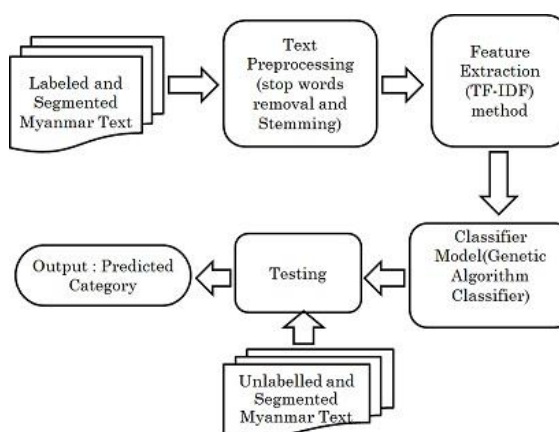 Labeled and
Segmented
Myanmar Text
Text
Preprocessing
(stop words
removal and
Stemming)
Feature
Extraction
(TF-IDF)
method
Classifier
Model(Genetic
Algorithm
Classifier)
Testing
Output : Predicted
Category
Unlabelled and
Segmented
Myanmar Text